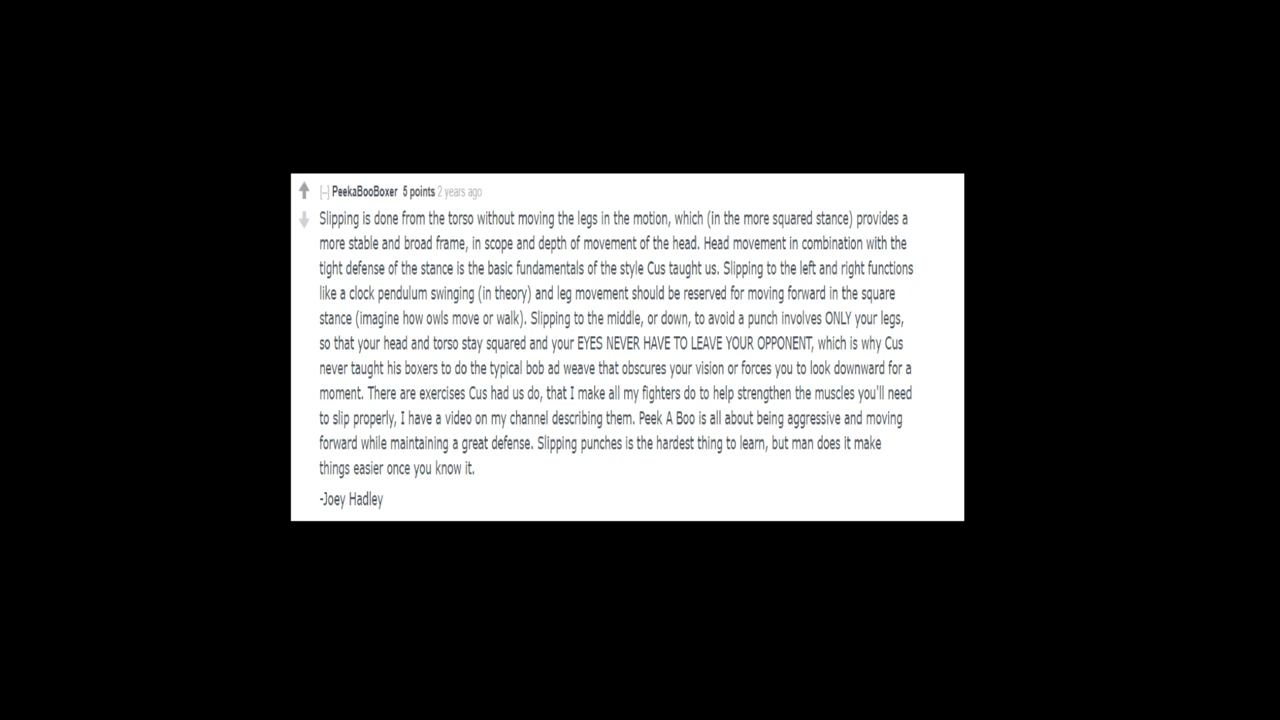 [–] PeekaBooBoxer 5 points 2 years ago
Slipping is done from the torso without moving the legs in the motion, which (in the more squared stance) provides a
more stable and broad frame, in scope and depth of movement of the head. Head movement in combination with the
tight defense of the stance is the basic fundamentals of the style Cus taught us. Slipping to the left and right functions
like a clock pendulum swinging (in theory) and leg movement should be reserved for moving forward in the square
stance (imagine how owls move or walk). Slipping to the middle, or down, to avoid a punch involves ONLY your legs,
so that your head and torso stay squared and your EYES NEVER HAVE TO LEAVE YOUR OPPONENT, which is why Cus
never taught his boxers to do the typical bob ad weave that obscures your vision or forces you to look downward for a
moment. There are exercises Cus had us do, that I make all my fighters do to help strengthen the muscles you'll need
to slip properly, I have a video on my channel describing them. Peek A Boo is all about being aggressive and moving
forward while maintaining a great defense. Slipping punches is the hardest thing to learn, but man does it make
things easier once you know it.
-Joey Hadley